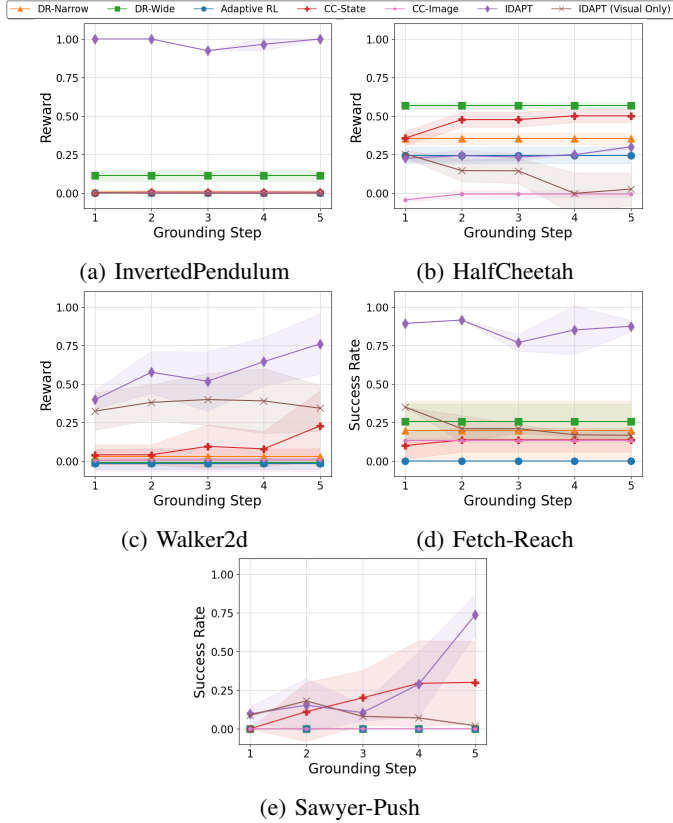 DR-Narrow DR-Wide Adaptive RL CC-State CC-Image IDAPT IDAPT (Visual Only)
1.00
0.75
0.50
0.25
0.00
Reward
1 2 3 4 5
Grounding Step
(a) InvertedPendulum
1.00
0.75
0.50
0.25
0.00
Reward
1 2 3 4 5
Grounding Step
(b) HalfCheetah
1.00
0.75
0.50
0.25
0.00
Reward
1 2 3 4 5
Grounding Step
(c) Walker2d
1.00
0.75
0.50
0.25
0.00
Success Rate
1 2 3 4 5
Grounding Step
(d) Fetch-Reach
1.00
0.75
0.50
0.25
0.00
Success Rate
1 2 3 4 5
Grounding Step
(e) Sawyer-Push